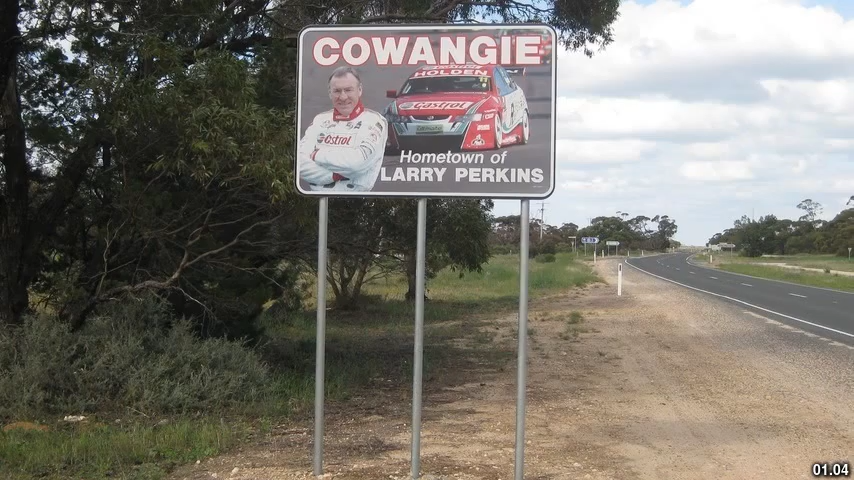 COWANGIE
HOLDEN
Castrol
Castrol
Hometown of
LARRY PERKINS
01.04